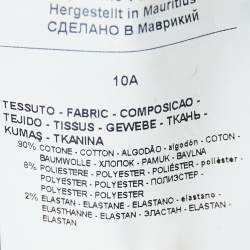 Hergestellt in Mauritius
СДЕЛАНО В Маврикий
10A
TESSUTO - FABRIC - COMPOSICAO -
TEJIDO - TISSUS - GEWEBE - ТКАНЬ
KUMAŞ - TKANINA
90% COTONE - COTTON - ALGODÃO - algodón - COTON
BAUMWOLLE - ХЛОПОК - PAMUK - BAVLNA
8% POLIESTERE - POLYESTER - POLIÉSTER - poliéster -
POLYESTER - POLYESTER - ПОЛИЭСТЕР -
POLYESTER - POLYESTER
2% ELASTAN - ELASTANE - ELASTANO - elastano -
ELASTHANNE - ELASTAN - ЭЛАСТАН - ELASTAN -
ELASTAN